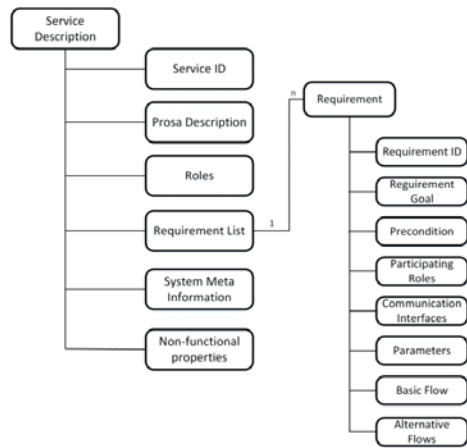 Service
Description
Service ID
Prosa Description
Roles
Requirement List
System Meta
Information
Non-functional
properties
1
n
Requirement
Requirement ID
Reguirement
Goal
Precondition
Participating
Roles
Communication
Interfaces
Parameters
Basic Flow
Alternative
Flows